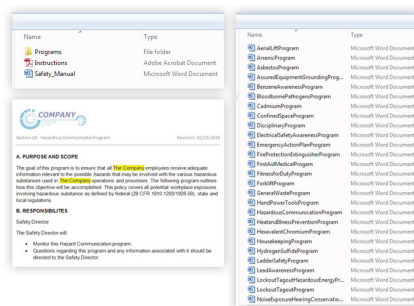 Name Type
Programs File folder
Instructions Adobe Acrobat Document
Safety_Manual Microsoft Word Document
COMPANY
Section 16: HazardousCommunicationProgram Revision: 01/01/2018
A. PURPOSE AND SCOPE
The goal of this program is to ensure that all The Company employees receive adequate
information relevant to the possible hazards that may be involved with the various hazardous
substances used in The Company operations and processes. The following program outlines
how this objective will be accomplished. This policy covers all potential workplace exposures
involving hazardous substance as defined by federal (29 CFR 1910.1200/1926.59), state and
local regulations.
B. RESPONSIBILITES
Safety Director
The Safety Director will
• Monitor the Hazard Communication program
• Questions regarding this program and any information associated with it should be
directed to the Safety Director.
Name Type
AerialLiftProgram Microsoft Word Document
ArsenicProgram Microsoft Word Document
AsbestosProgram Microsoft Word Document
AssuredEquipmentGroundingProg... Microsoft Word Document
BenzeneAwarenessProgram Microsoft Word Document
BloodbornePathogensProgram Microsoft Word Document
CadmiumProgram Microsoft Word Document
ConfinedSpaceProgram Microsoft Word Document
DisciplinaryProgram Microsoft Word Document
ElectricalSafetyAwarenessProgram Microsoft Word Document
EmergencyActionPlanProgram Microsoft Word Document
FireProtectionExtinguisherProgram Microsoft Word Document
FirstAidMedicalProgram Microsoft Word Document
FitnessforDutyProgram Microsoft Word Document
ForkliftProgram Microsoft Word Document
GeneralWasteProgram Microsoft Word Document
HandPowerToolsProgram Microsoft Word Document
HazardousCommunicationProgram Microsoft Word Document
HeatandIllnessPreventionProgram Microsoft Word Document
HexavalentChromiumProgram Microsoft Word Document
HousekeepingProgram Microsoft Word Document
HydrogenSulfideProgram Microsoft Word Document
LadderSafetyProgram Microsoft Word Document
LeadAwarenessProgram Microsoft Word Document
LockoutTagoutHazardousEnergyPr... Microsoft Word Document
LockoutTagoutProgram Microsoft Word Document
NoiseExposureHearingConservatio... Microsoft Word Document